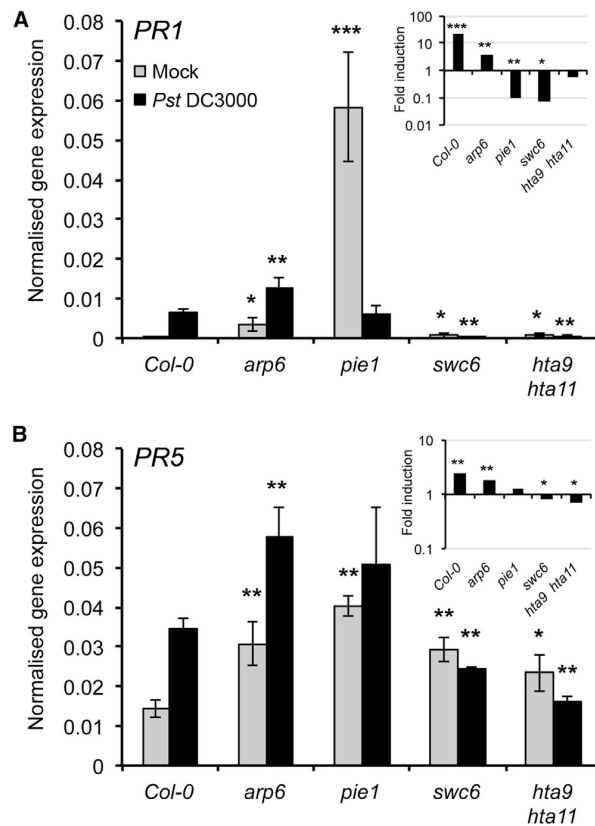 A
PR1
Mock
Pst DC3000
Normalised gene expression
0.08
0.07
0.06
0.05
0.04
0.03
0.02
0.01
0
***
*
**
*
**
*
**
Col-0
arp6
pie1
swc6
hta9
hta11
Fold induction
100
10
1
0.1
0.01
***
**
**
*
Col-0
arp6
pie1
swc6
hta9 hta11
B
PR5
Normalised gene expression
0.08
0.07
0.06
0.05
0.04
0.03
0.02
0.01
0
**
**
**
**
**
*
**
Col-0
arp6
pie1
swc6
hta9
hta11
Fold induction
10
1
0.1
**
**
*
*
Col-0
arp6
pie1
swc6
hta9 hta11